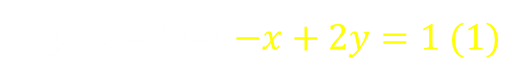 −x + 2y = 1 (1)